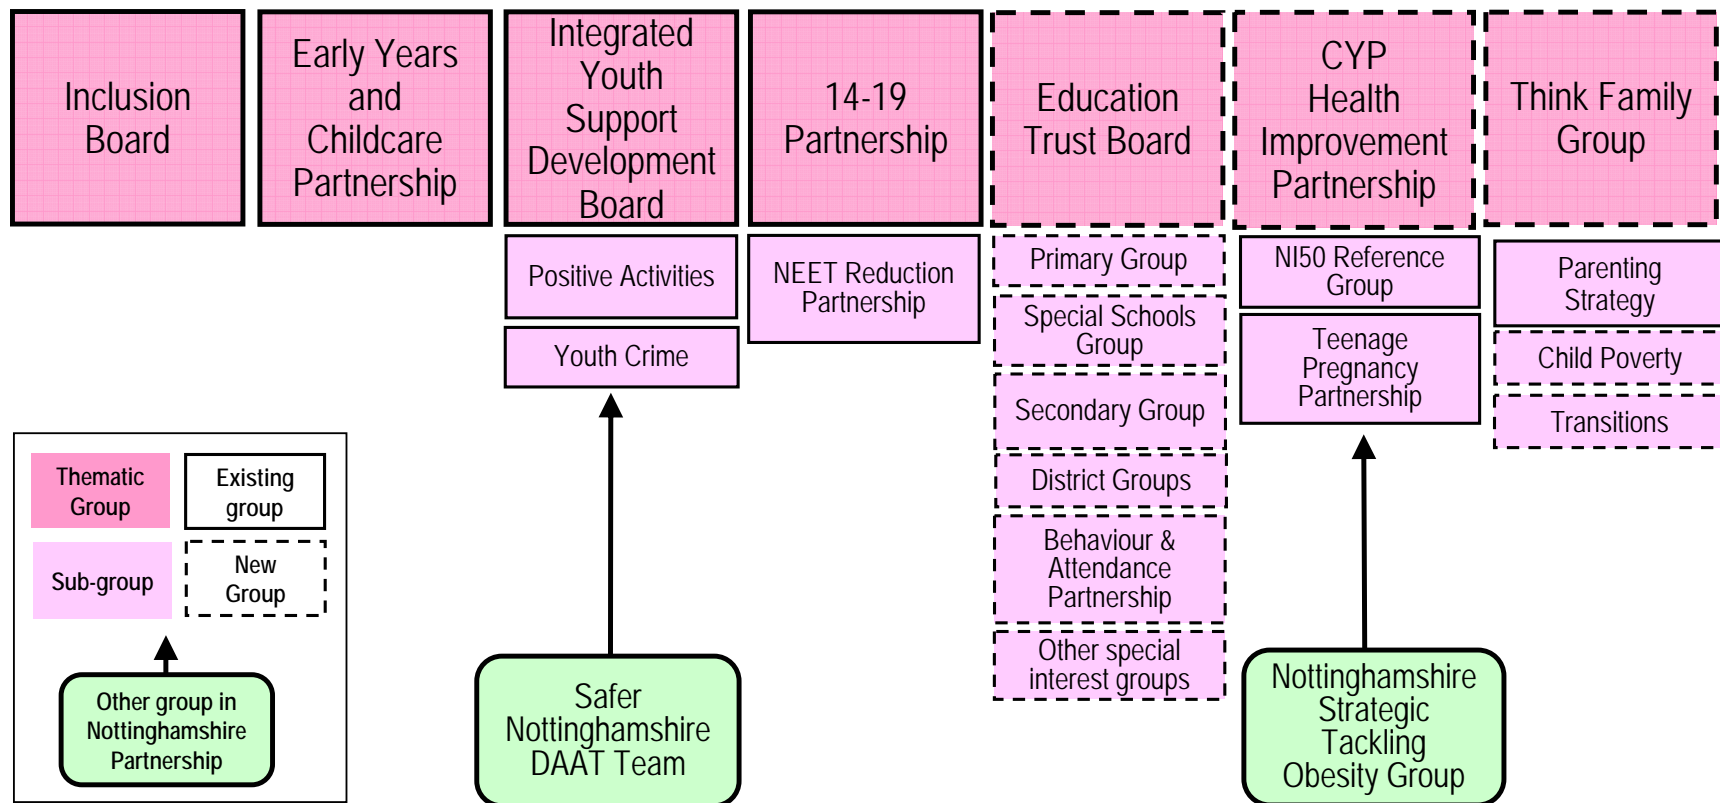 Inclusion
Board
Early Years
and
Childcare
Partnership
Integrated
Youth
Support
Development
Board
14-19
Partnership
Education
Trust Board
CYP
Health
Improvement
Partnership
Think Family
Group
Positive Activities
Youth Crime
NEET Reduction
Partnership
Primary Group
Special Schools
Group
Secondary Group
District Groups
Behaviour &
Attendance
Partnership
Other special
interest groups
NI50 Reference
Group
Teenage
Pregnancy
Partnership
Parenting
Strategy
Child Poverty
Transitions
Thematic
Group
Existing
group
Sub-group
New
Group
Other group in
Nottinghamshire
Partnership
Safer
Nottinghamshire
DAAT Team
Nottinghamshire
Strategic
Tackling
Obesity Group